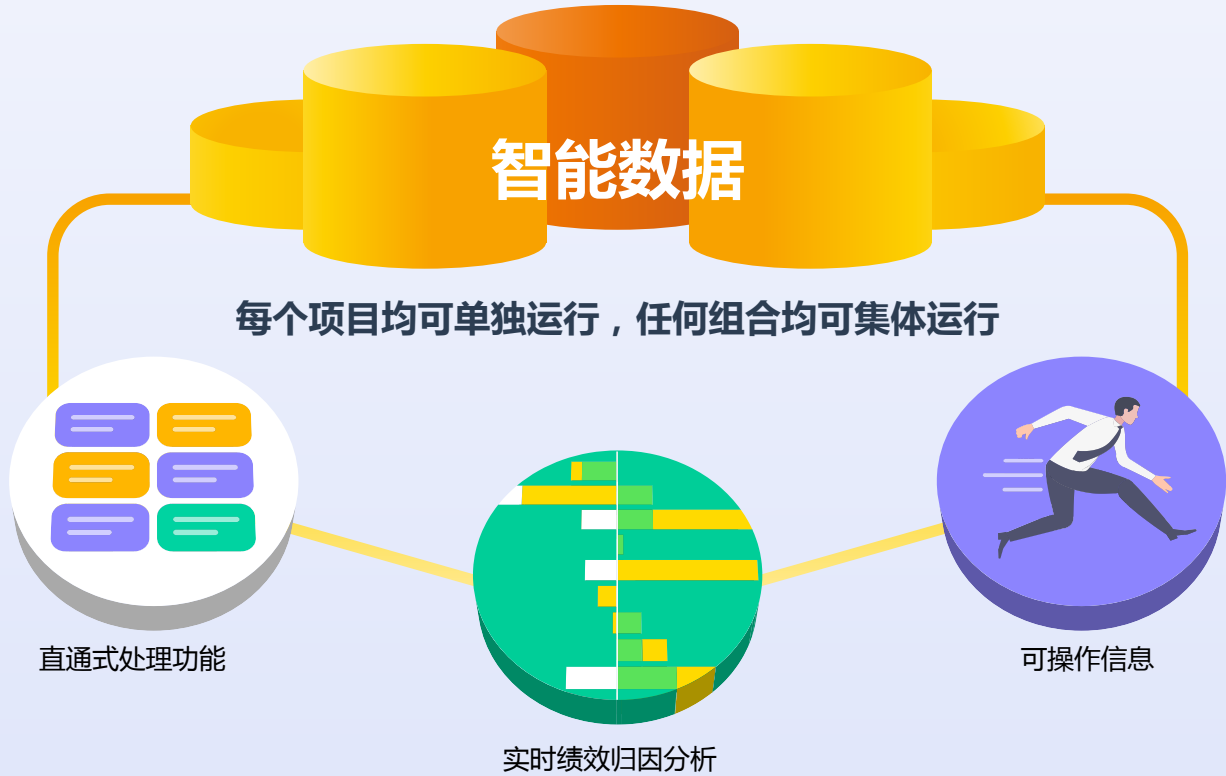 智能数据
每个项目均可单独运行，任何组合均可集体运行
直通式处理功能
可操作信息
实时绩效归因分析